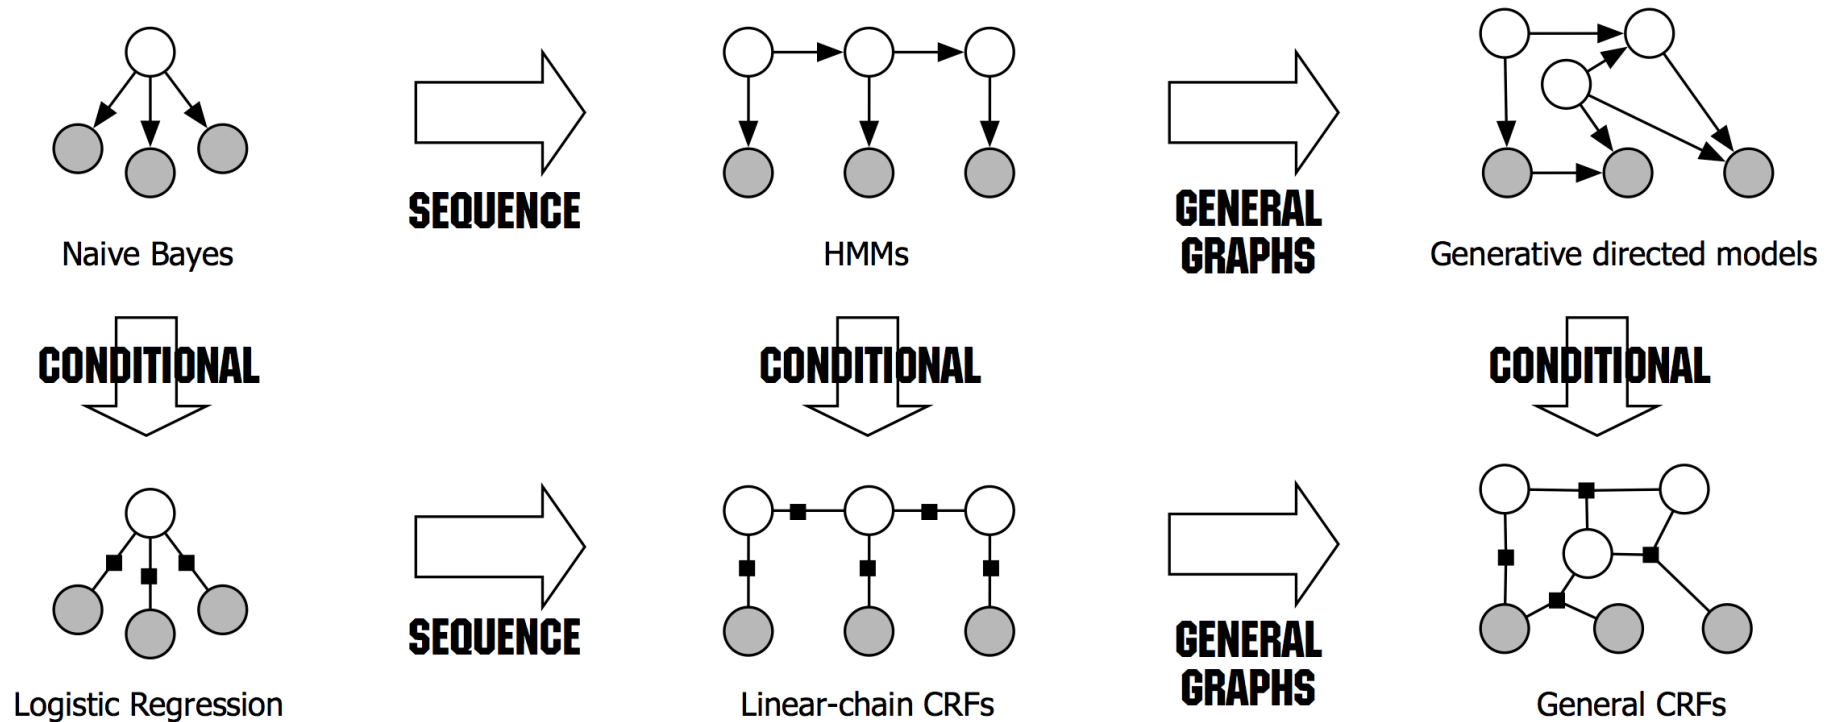 SEQUENCE
GENERAL
GRAPHS
Naive Bayes
HMMs
Generative directed models
CONDITIONAL
CONDITIONAL
CONDITIONAL
SEQUENCE
GENERAL
GRAPHS
Logistic Regression
Linear-chain CRFs
General CRFs